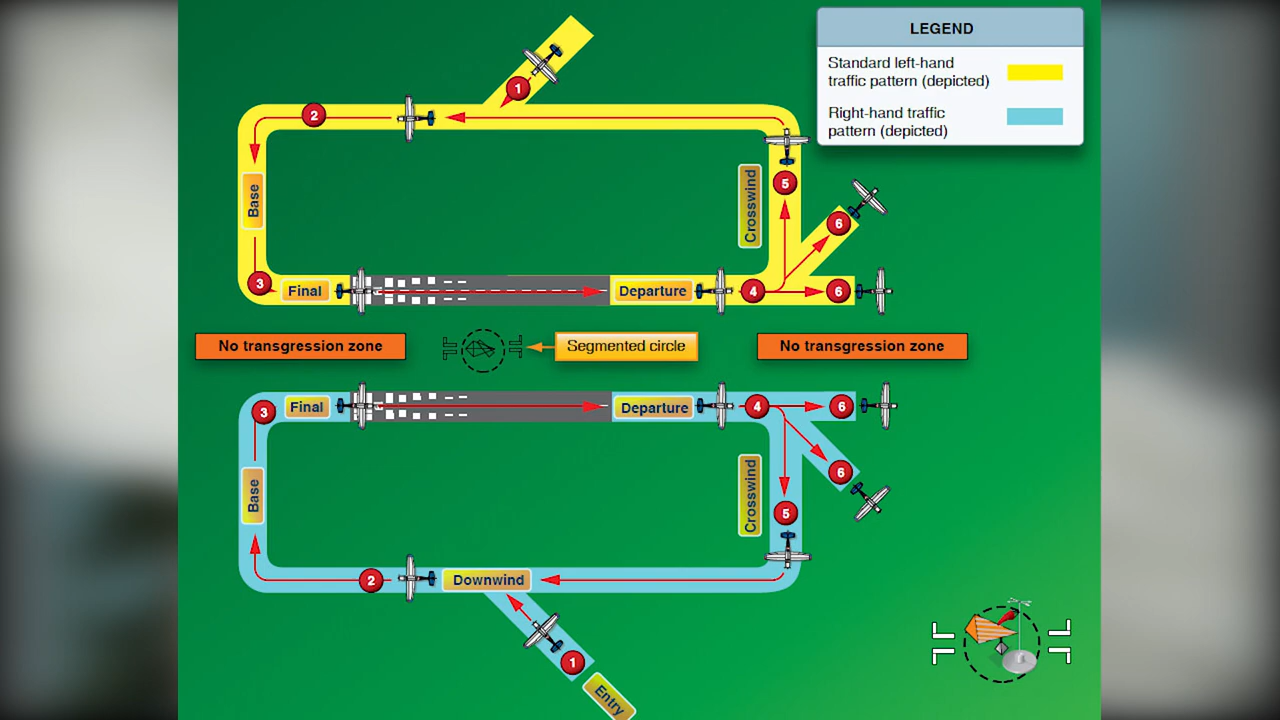 LEGEND
Standard left-hand
traffic pattern (depicted)
Right-hand traffic
pattern (depicted)
1
2
5
Crosswind
Base
6
3
Final
Departure
4
6
No transgression zone
Segmented circle
No transgression zone
3
Final
Departure
4
6
Base
Crosswind
6
5
2
Downwind
1
Entry